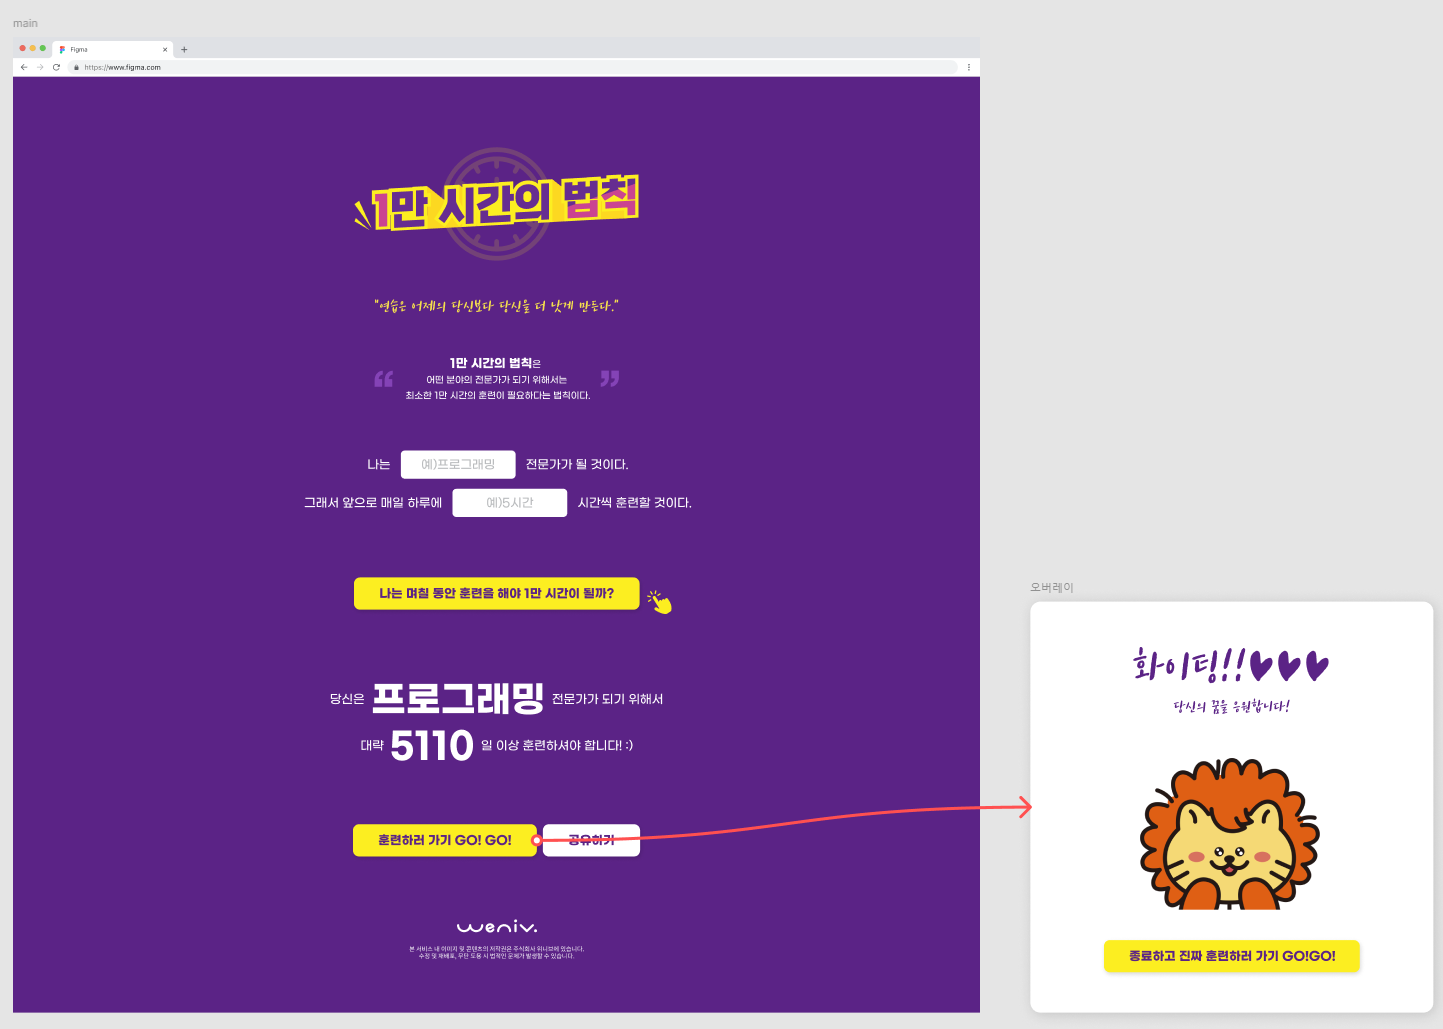 main
Figma
https://www.figma.com
1만 시간의 법칙
"연습은 어제의 당신보다 당신을 더 낫게 만든다."
1만 시간의 법칙은
어떤 분야의 전문가가 되기 위해서는
최소한 1만 시간의 훈련이 필요하다는 법칙이다.
나는 예)프로그래밍 전문가가 될 것이다.
그래서 앞으로 매일 하루에 예)5시간 시간씩 훈련할 것이다.
나는 며칠 동안 훈련을 해야 1만 시간이 될까?
당신은 프로그래밍 전문가가 되기 위해서
대략 5110 일 이상 훈련하셔야 합니다! :)
훈련하러 가기 GO! GO!
공유하기
weniv.
본 서비스 내 이미지 및 콘텐츠의 저작권은 주식회사 위니브에 있습니다.
수정 및 재배포, 무단 도용 시 법적인 문제가 발생할 수 있습니다.
오버레이
화이팅!!♥♥♥
당신의 꿈을 응원합니다!
종료하고 진짜 훈련하러 가기 GO!GO!